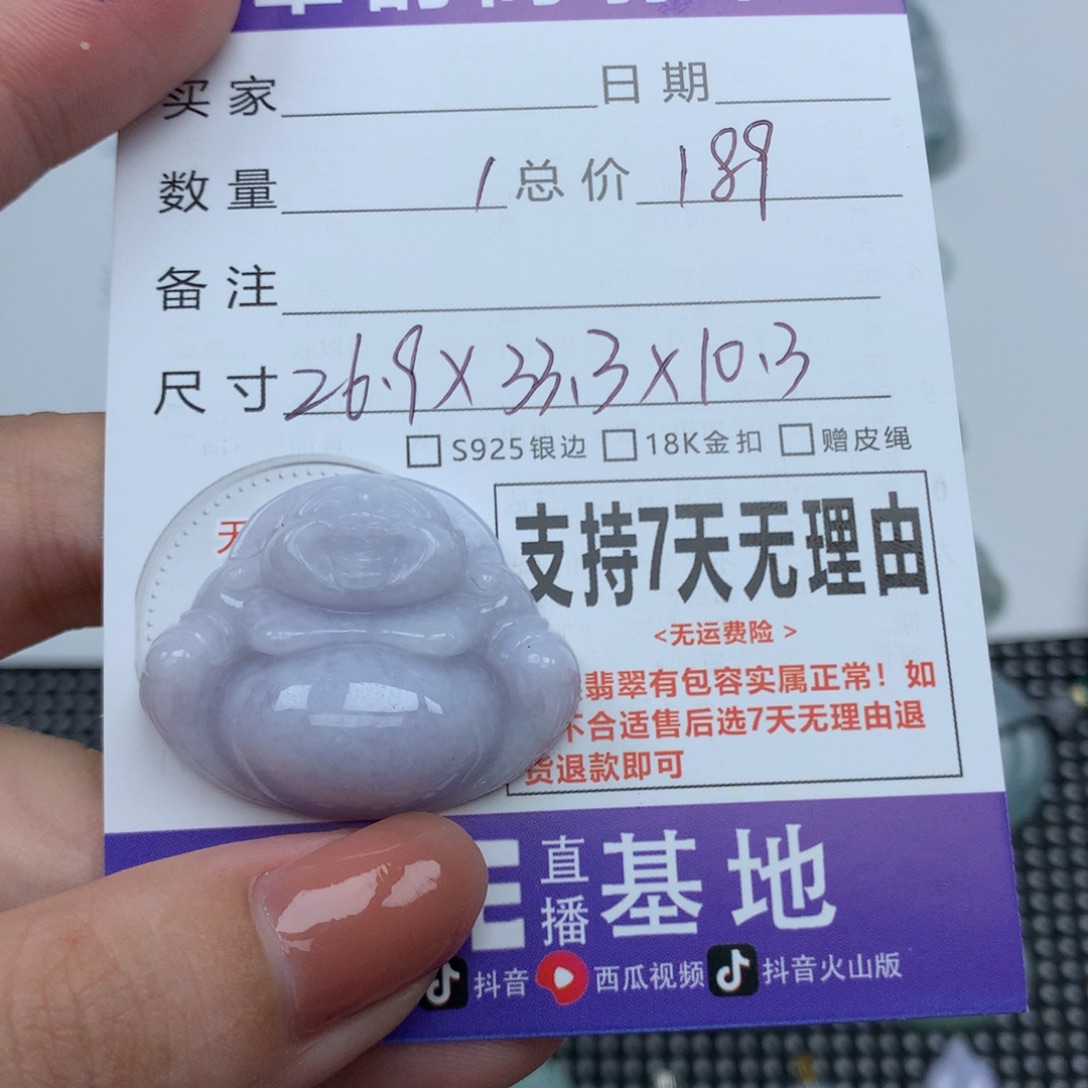 买家 日期
数量 1 总价 189
备注
尺寸 26.9X33.3X10.3
S925银边 18K金扣 赠皮绳
天
支持7天无理由
<无运费险>
翡翠有包容实属正常！如
不合适售后选7天无理由退
货退款即可
E 直播 基地
抖音 西瓜视频 抖音火山版